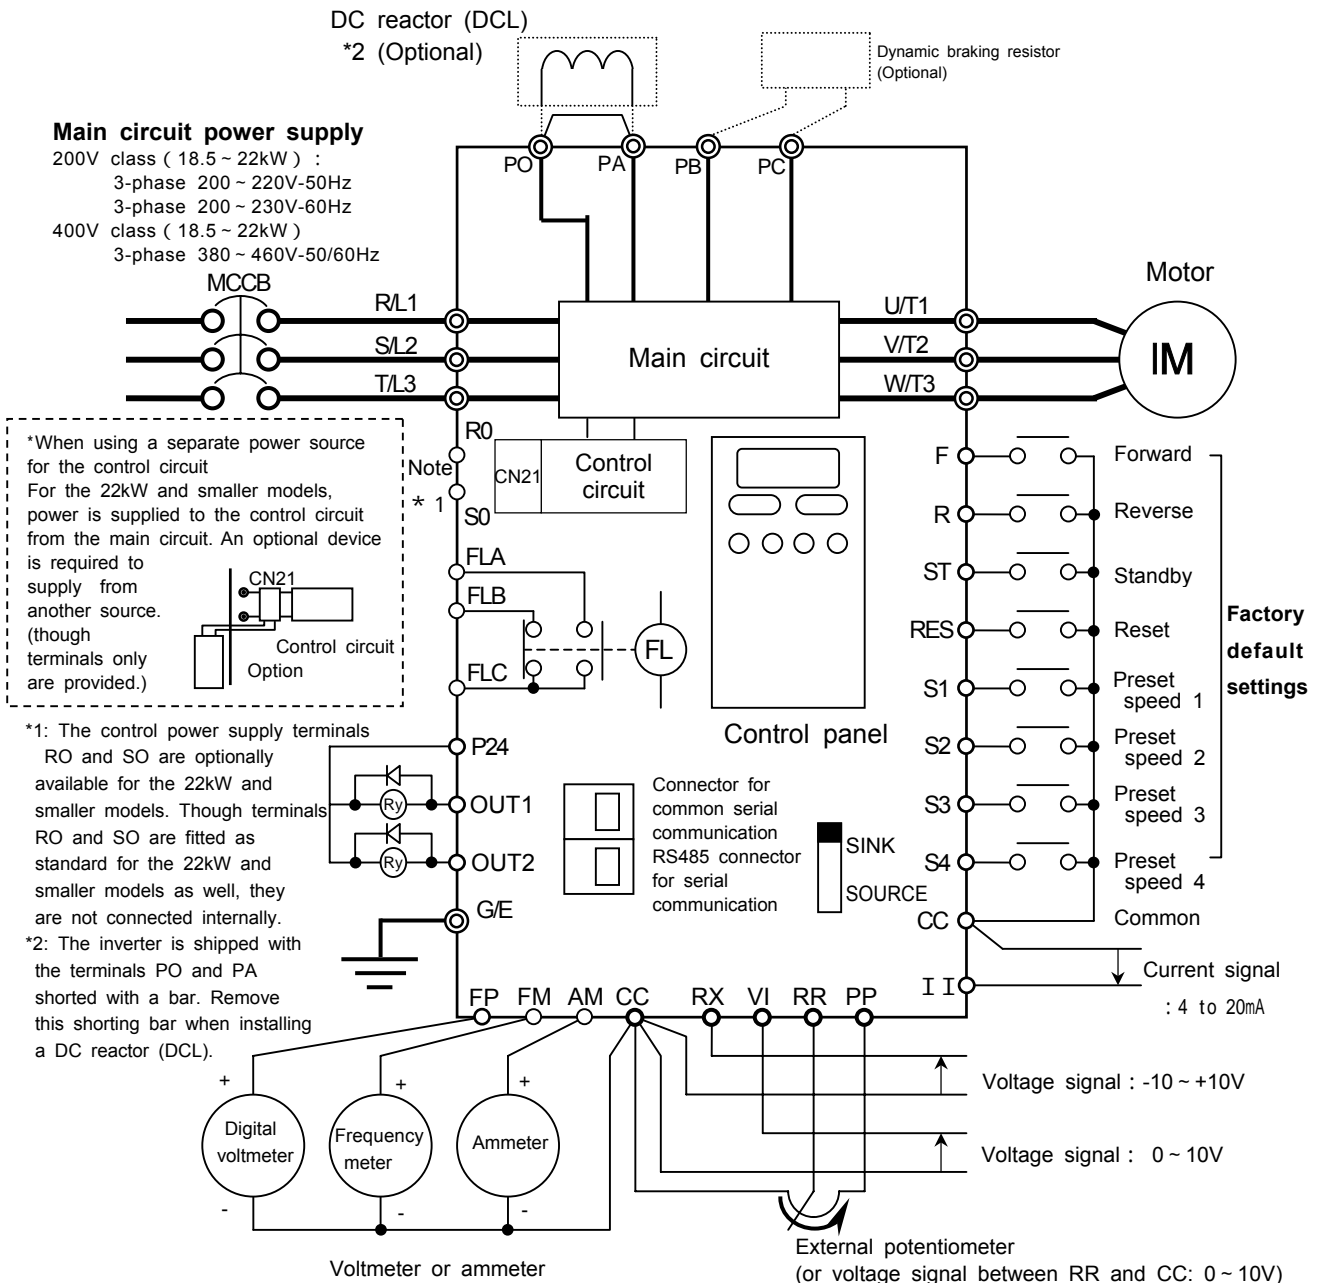 DC reactor (DCL)
*2 (Optional)
Dynamic braking resistor
(Optional)
Main circuit power supply
200V class ( 18.5 ~ 22kW ) :
3-phase 200 ~ 220V-50Hz
3-phase 200 ~ 230V-60Hz
400V class ( 18.5 ~ 22kW )
3-phase 380 ~ 460V-50/60Hz
PO
PA
PB
PC
MCCB
Motor
R/L1
S/L2
T/L3
Main circuit
U/T1
V/T2
W/T3
IM
*When using a separate power source
for the control circuit
For the 22kW and smaller models,
power is supplied to the control circuit
from the main circuit. An optional device
is required to
supply from
another source.
(though
terminals only
are provided.)
CN21
Control circuit
Option
Note
* 1
R0
S0
CN21
Control
circuit
FLA
FLB
FLC
FL
Control panel
F
Forward
R
Reverse
ST
Standby
RES
Reset
S1
Preset
speed 1
S2
Preset
speed 2
S3
Preset
speed 3
S4
Preset
speed 4
CC
Common
Factory
default
settings
II
Current signal
: 4 to 20mA
*1: The control power supply terminals
RO and SO are optionally
available for the 22kW and
smaller models. Though terminals
RO and SO are fitted as
standard for the 22kW and
smaller models as well, they
are not connected internally.
*2: The inverter is shipped with
the terminals PO and PA
shorted with a bar. Remove
this shorting bar when installing
a DC reactor (DCL).
P24
Ry
OUT1
Ry
OUT2
G/E
Connector for
common serial
communication
RS485 connector
for serial
communication
SINK
SOURCE
FP
FM
AM
CC
RX
VI
RR
PP
+
+
+
Digital
voltmeter
Frequency
meter
Ammeter
-
-
-
Voltage signal : -10 ~ +10V
Voltage signal : 0 ~ 10V
Voltmeter or ammeter
External potentiometer
(or voltage signal between RR and CC: 0 ~ 10V)